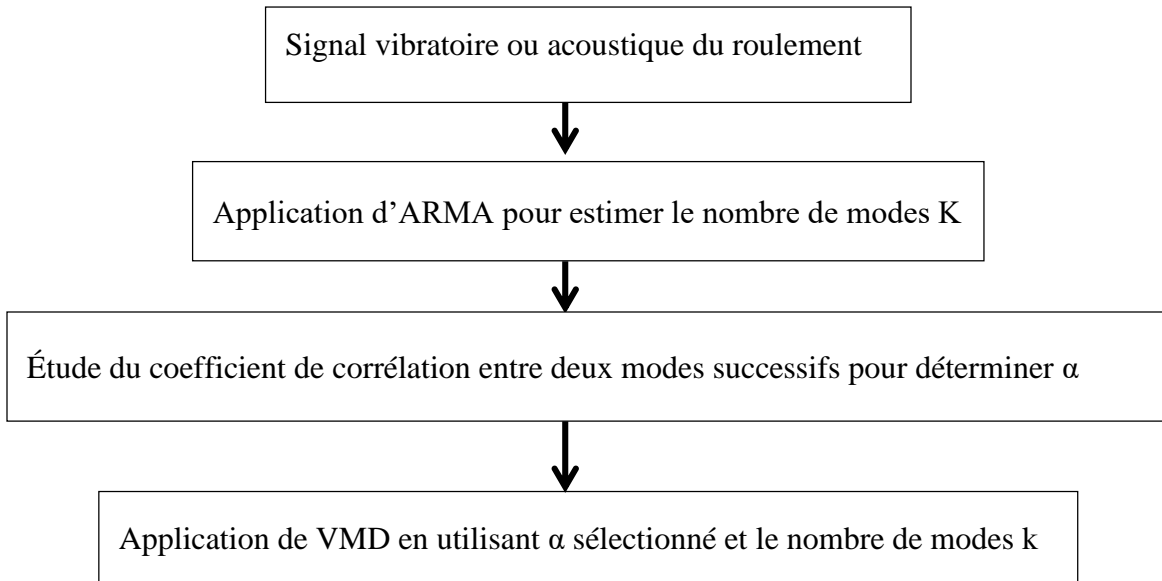 Signal vibratoire ou acoustique du roulement
Application d’ARMA pour estimer le nombre de modes K
Étude du coefficient de corrélation entre deux modes successifs pour déterminer α
Application de VMD en utilisant α sélectionné et le nombre de modes k